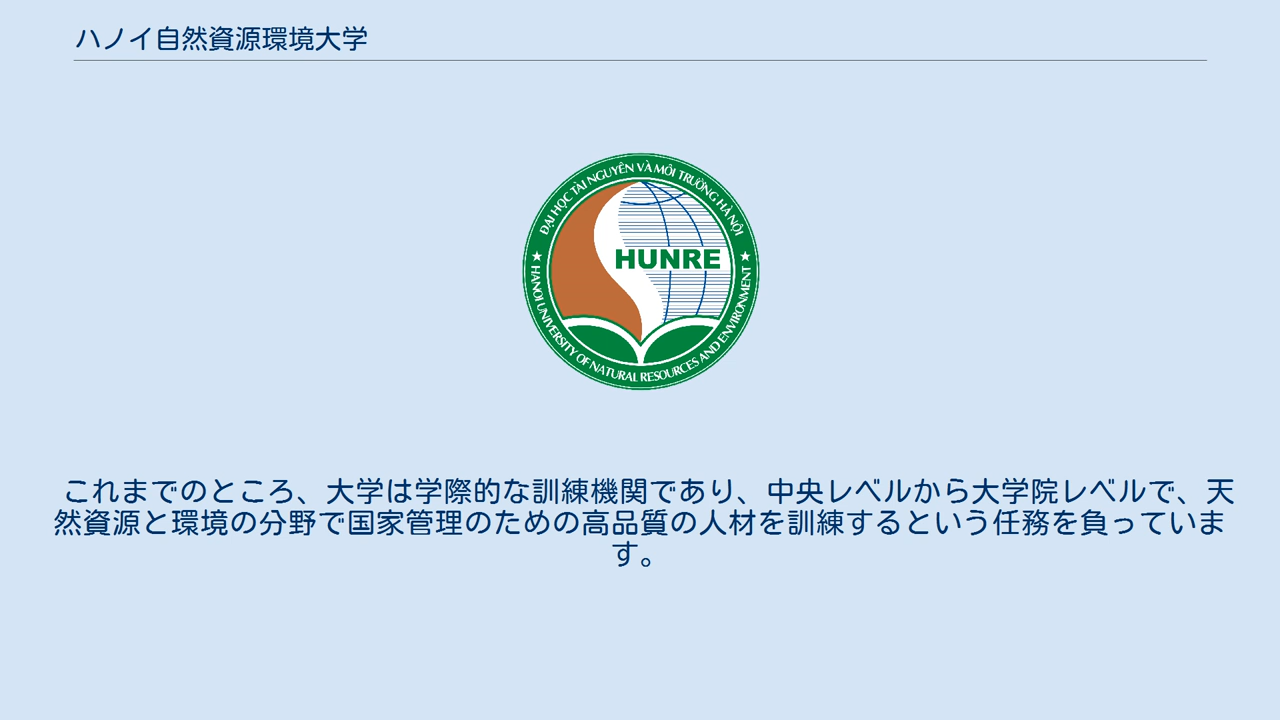 ハノイ自然資源環境大学
ĐẠI HỌC TÀI NGUYÊN VÀ MÔI TRƯỜNG HÀ NỘI
HUNRE
HANOI UNIVERSITY OF NATURAL RESOURCES AND ENVIRONMENT
これまでのところ、大学は学際的な訓練機関であり、中央レベルから大学院レベルで、天
然資源と環境の分野で国家管理のための高品質の人材を訓練するという任務を負っていま
す。